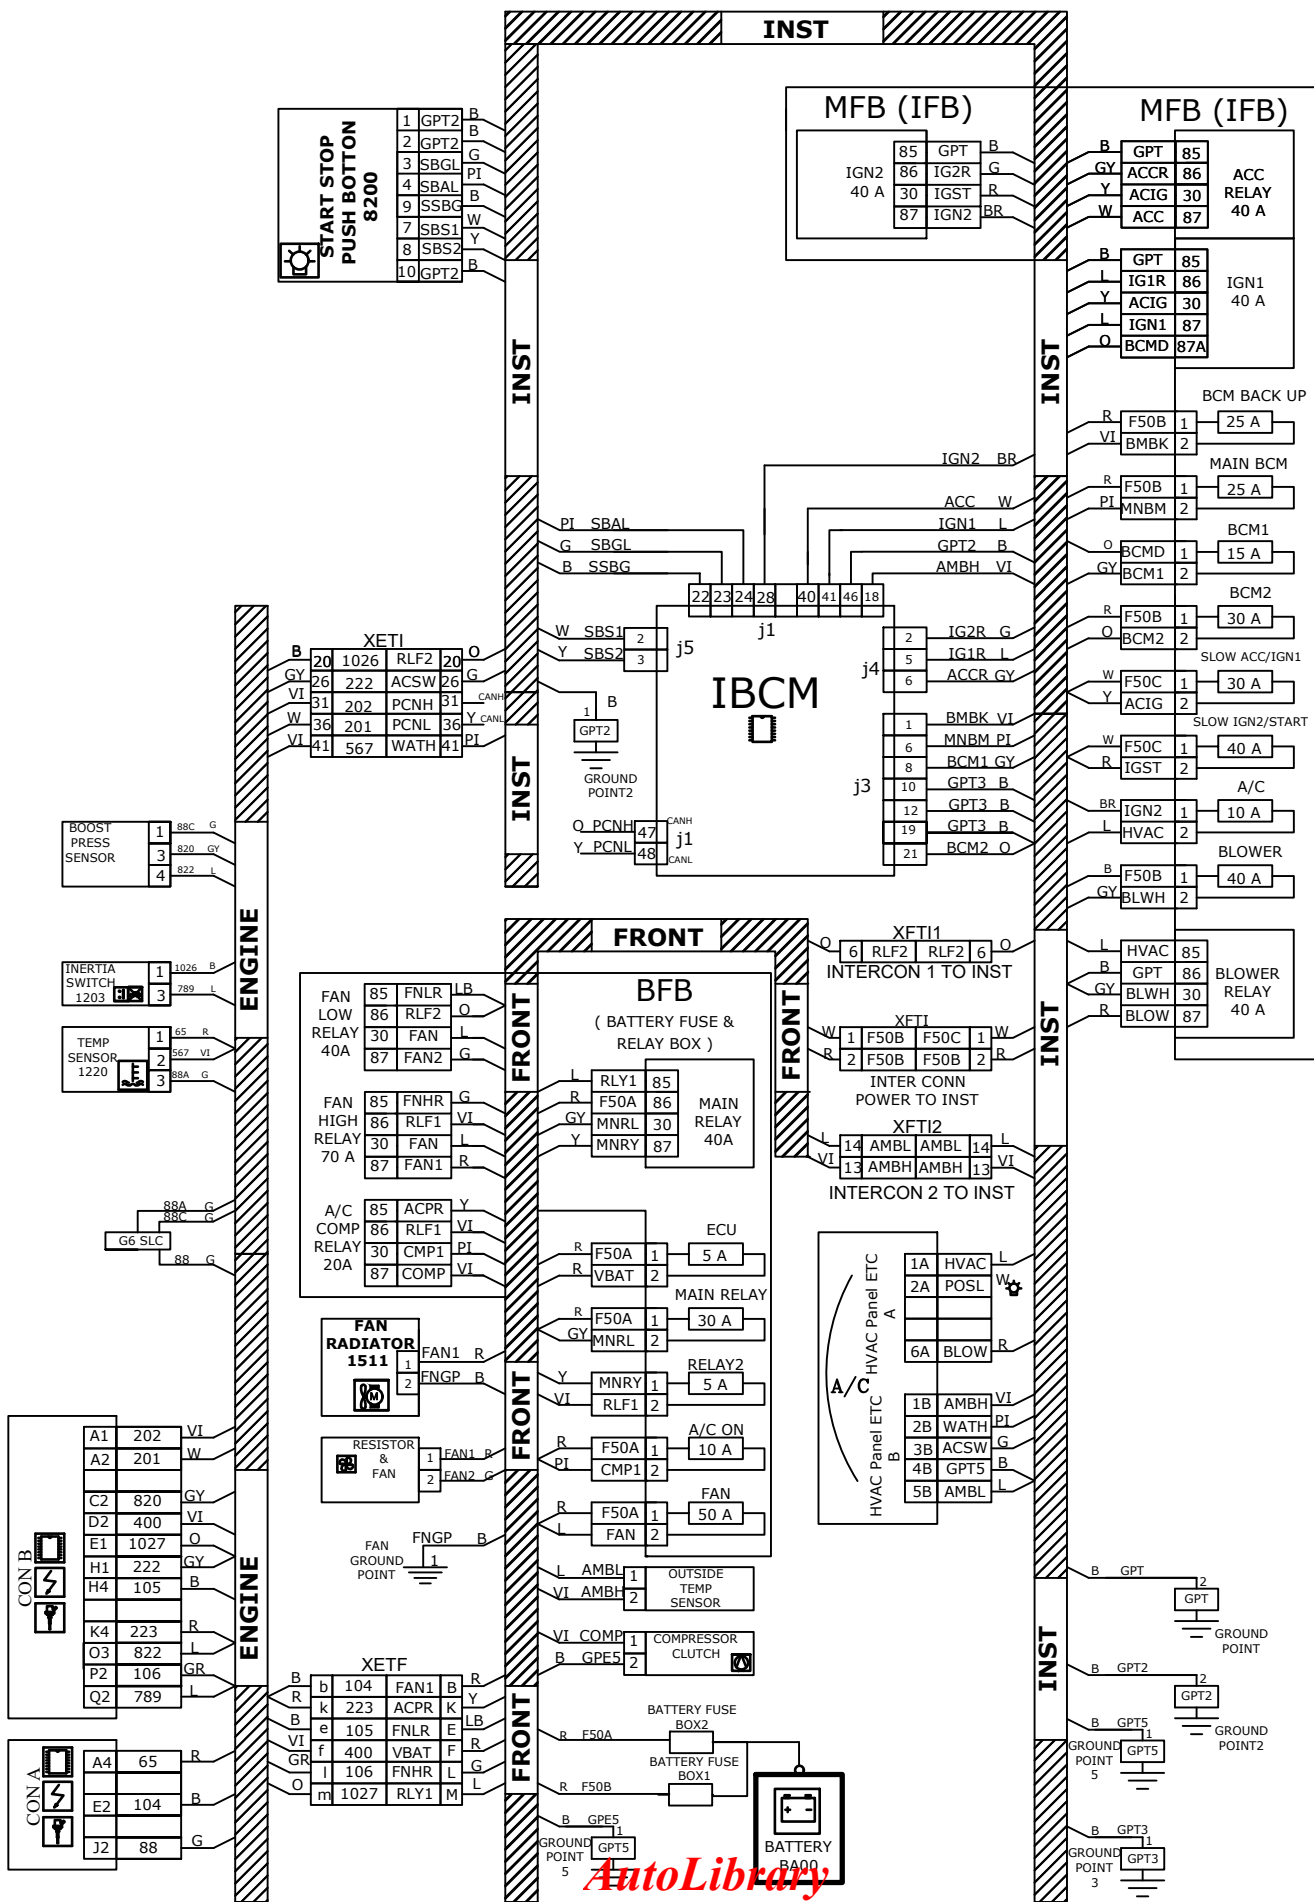 INST
MFB (IFB)
IGN2
40 A
85 GPT B
86 IG2R G
30 IGST R
87 IGN2 BR
MFB (IFB)
B GPT 85
GY ACCR 86
Y ACIG 30
W ACC 87
ACC
RELAY
40 A
B GPT 85
L IG1R 86
Y ACIG 30
L IGN1 87
O BCMD 87A
IGN1
40 A
START STOP
PUSH BOTTON
8200
1 GPT2 B
2 GPT2 B
3 SBGL G
4 SBAL PI
9 SSBG B
7 SBS1 W
8 SBS2 Y
10 GPT2 B
INST
INST
BCM BACK UP
R F50B 1 25 A
VI BMBK 2
MAIN BCM
R F50B 1 25 A
PI MNBM 2
BCM1
O BCMD 1 15 A
GY BCM1 2
BCM2
R F50B 1 30 A
O BCM2 2
SLOW ACC/IGN1
W F50C 1 30 A
Y ACIG 2
SLOW IGN2/START
W F50C 1 40 A
R IGST 2
A/C
BR IGN2 1 10 A
L HVAC 2
BLOWER
B F50B 1 40 A
GY BLWH 2
L HVAC 85
B GPT 86
GY BLWH 30
R BLOW 87
BLOWER
RELAY
40 A
IGN2 BR
ACC W
IGN1 L
GPT2 B
AMBH VI
PI SBAL
G SBGL
B SSBG
22 23 24 28 40 41 46 18
j1
IBCM
W SBS1 2
Y SBS2 3
j5
j4
2 IG2R G
5 IG1R L
6 ACCR GY
j3
1 BMBK VI
6 MNBM PI
8 BCM1 GY
10 GPT3 B
12 GPT3 B
19 GPT3 B
21 BCM2 O
1 B
GPT2
GROUND
POINT2
O PCNH 47 CANH
Y PCNL 48 CANL
j1
XETI
B 20 1026 RLF2 20 O
GY 26 222 ACSW 26 G
VI 31 202 PCNH 31 CANH
W 36 201 PCNL 36 Y CANL
VI 41 567 WATH 41 PI
INST
BOOST
PRESS
SENSOR
1 88C G
3 820 GY
4 822 L
ENGINE
INERTIA
SWITCH
1203
1 1026 B
3 789 L
TEMP
SENSOR
1220
1 65 R
2 567 VI
3 88A G
88A G
88C G
G6 SLC
88 G
FRONT
FRONT
FRONT
INST
XFTI1
O 6 RLF2 RLF2 6 O
INTERCON 1 TO INST
XFTI
W 1 F50B F50C 1 W
R 2 F50B F50B 2 R
INTER CONN
POWER TO INST
XFTI2
L 14 AMBL AMBL 14 L
VI 13 AMBH AMBH 13 VI
INTERCON 2 TO INST
BFB
( BATTERY FUSE &
RELAY BOX )
FAN
LOW
RELAY
40A
85 FNLR LB
86 RLF2 O
30 FAN L
87 FAN2 G
FAN
HIGH
RELAY
70 A
85 FNHR G
86 RLF1 VI
30 FAN L
87 FAN1 R
A/C
COMP
RELAY
20A
85 ACPR Y
86 RLF1 VI
30 CMP1 PI
87 COMP VI
L RLY1 85
R F50A 86
GY MNRL 30
Y MNRY 87
MAIN
RELAY
40A
ECU
R F50A 1 5 A
R VBAT 2
MAIN RELAY
R F50A 1 30 A
GY MNRL 2
RELAY2
Y MNRY 1 5 A
VI RLF1 2
A/C ON
R F50A 1 10 A
PI CMP1 2
FAN
R F50A 1 50 A
L FAN 2
FAN
RADIATOR
1511
1 FAN1 R
2 FNGP B
M
RESISTOR
&
FAN
1 FAN1 R
2 FAN2 G
FAN
GROUND
POINT
FNGP B
1
FRONT
L AMBL 1
VI AMBH 2
OUTSIDE
TEMP
SENSOR
VI COMP 1
B GPE5 2
COMPRESSOR
CLUTCH
A/C
HVAC Panel ETC
A
1A HVAC L
2A POSL W
6A BLOW R
HVAC Panel ETC
B
1B AMBH VI
2B WATH PI
3B ACSW G
4B GPT5 B
5B AMBL L
CON B
A1 202 VI
A2 201 W
C2 820 GY
D2 400 VI
E1 1027 O
H1 222 GY
H4 105 B
K4 223 R
O3 822 L
P2 106 GR
Q2 789 L
ENGINE
CON A
A4 65 R
E2 104 B
J2 88 G
XETF
B b 104 FAN1 B R
R k 223 ACPR K Y
B e 105 FNLR E LB
VI f 400 VBAT F R
GR l 106 FNHR L G
O m 1027 RLY1 M L
FRONT
BATTERY FUSE
BOX2
R F50A
BATTERY FUSE
BOX1
R F50B
BATTERY
BA00
B GPE5
1
GPT5
GROUND
POINT
5
INST
B GPT
2
GPT
GROUND
POINT
B GPT2
2
GPT2
GROUND
POINT2
B GPT5
1
GPT5
GROUND
POINT
5
B GPT3
1
GPT3
GROUND
POINT
3
AutoLibrary